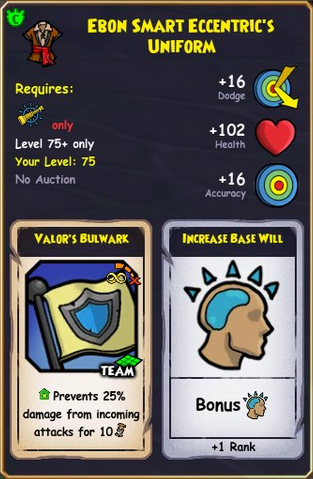 Ebon Smart Eccentric's
Uniform
Requires:
only
Level 75+ only
Your Level: 75
No Auction
+16
Dodge
+102
Health
+16
Accuracy
Valor's Bulwark
TEAM
Prevents 25%
damage from incoming
attacks for 10
Increase Base Will
Bonus
+1 Rank